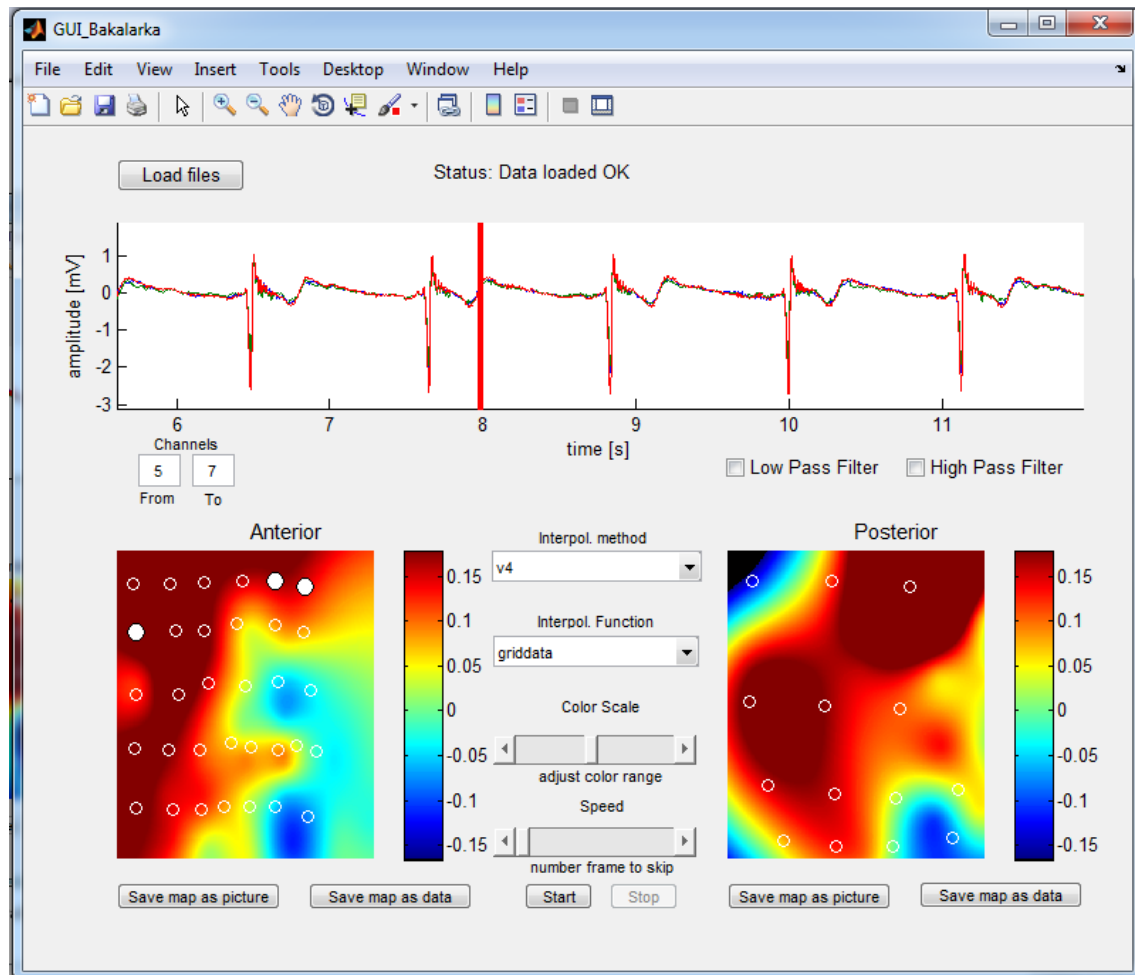 GUI_Bakalarka
File Edit View Insert Tools Desktop Window Help
Load files
Status: Data loaded OK
amplitude [mV]
1
0
-1
-2
-3
6 7 8 9 10 11
time [s]
Channels
5 7
From To
Low Pass Filter High Pass Filter
Anterior
0.15
0.1
0.05
0
-0.05
-0.1
-0.15
Save map as picture Save map as data
Interpol. method
v4
Interpol. Function
griddata
Color Scale
adjust color range
Speed
number frame to skip
Start Stop
Posterior
0.15
0.1
0.05
0
-0.05
-0.1
-0.15
Save map as picture Save map as data